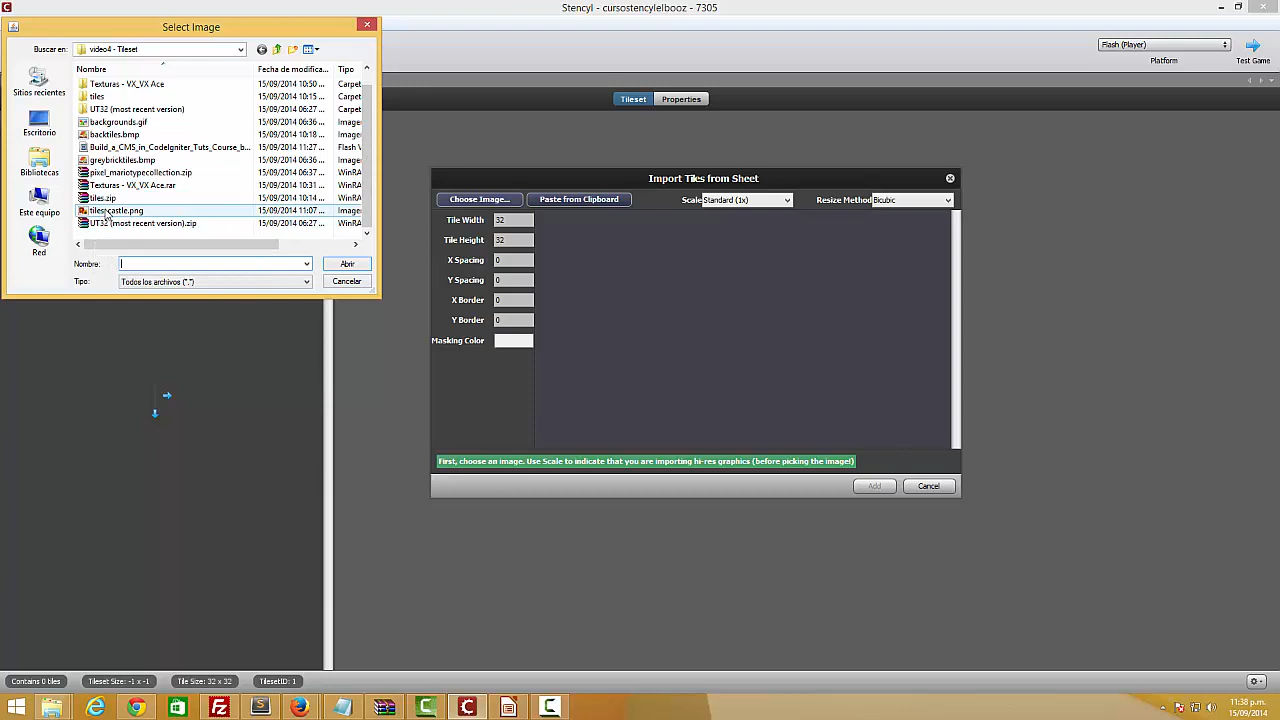 Stencyl - cursostencylelbooz - 7305
Select Image
Buscar en: video4 - Tileset
Flash (Player)
Platform
Test Game
Nombre Fecha de modifica... Tipo
Texturas - VX_VX Ace 15/09/2014 10:50 ... Carpet
tiles 15/09/2014 10:15 ... Carpet
UT32 (most recent version) 15/09/2014 06:27 ... Carpet
backgrounds.gif 15/09/2014 06:36 ... Imager
backtiles.bmp 15/09/2014 10:18 ... Imager
Build_a_CMS_in_CodeIgniter_Tuts_Course_b... 15/09/2014 11:27 ... Flash V
greybricktiles.bmp 15/09/2014 06:36 ... Imager
pixel_mariotypecollection.zip 15/09/2014 06:37 ... WinRA
Texturas - VX_VX Ace.rar 15/09/2014 10:31 ... WinRA
tiles.zip 15/09/2014 10:14 ... WinRA
castle.png 15/09/2014 11:07 ... Imager
UT32 (most recent version).zip 15/09/2014 06:27 ... WinRA
Sitios recientes
Escritorio
Bibliotecas
Este equipo
Red
Nombre:
Abrir
Tipo: Todos los archivos (*.*)
Cancelar
Tileset Properties
Import Tiles from Sheet
Choose Image... Paste from Clipboard Scale Standard (1x) Resize Method Bicubic
Tile Width 32
Tile Height 32
X Spacing 0
Y Spacing 0
X Border 0
Y Border 0
Masking Color
First, choose an image. Use Scale to indicate that you are importing hi-res graphics (before picking the image!)
Add Cancel
Contains 0 tiles Tileset Size: -1 x -1 Tile Size: 32 x 32 TilesetID: 1
11:38 p.m.
15/09/2014